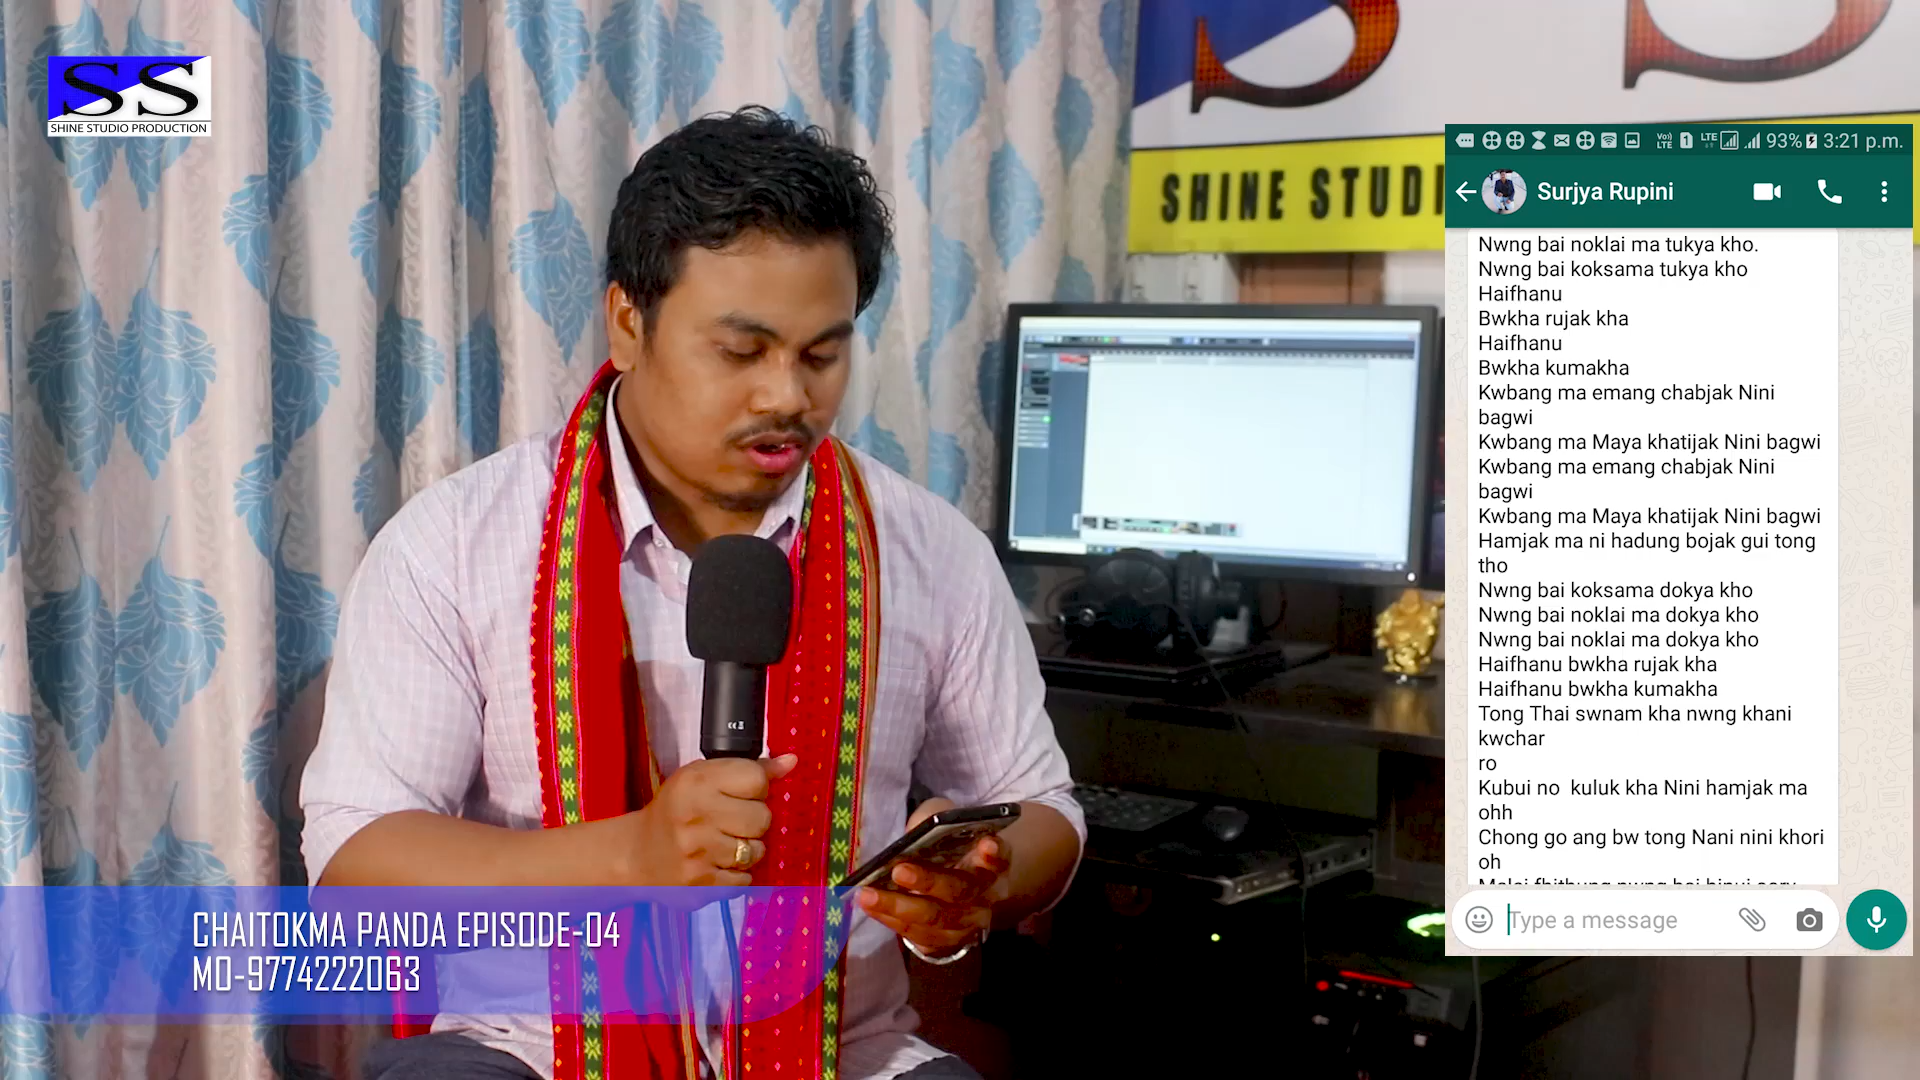 SS
SHINE STUDIO PRODUCTION
S S
SHINE STUDI
93% 3:21 p.m.
Surjya Rupini
Nwng bai noklai ma tukya kho.
Nwng bai koksama tukya kho
Haifhanu
Bwkha rujak kha
Haifhanu
Bwkha kumakha
Kwbang ma emang chabjak Nini
bagwi
Kwbang ma Maya khatijak Nini bagwi
Kwbang ma emang chabjak Nini
bagwi
Kwbang ma Maya khatijak Nini bagwi
Hamjak ma ni hadung bojak gui tong
tho
Nwng bai koksama dokya kho
Nwng bai noklai ma dokya kho
Nwng bai noklai ma dokya kho
Haifhanu bwkha rujak kha
Haifhanu bwkha kumakha
Tong Thai swnam kha nwng khani
kwchar
ro
Kubui no  kuluk kha Nini hamjak ma
ohh
Chong go ang bw tong Nani nini khori
oh
Type a message
CHAITOKMA PANDA EPISODE-04
MO-9774222063